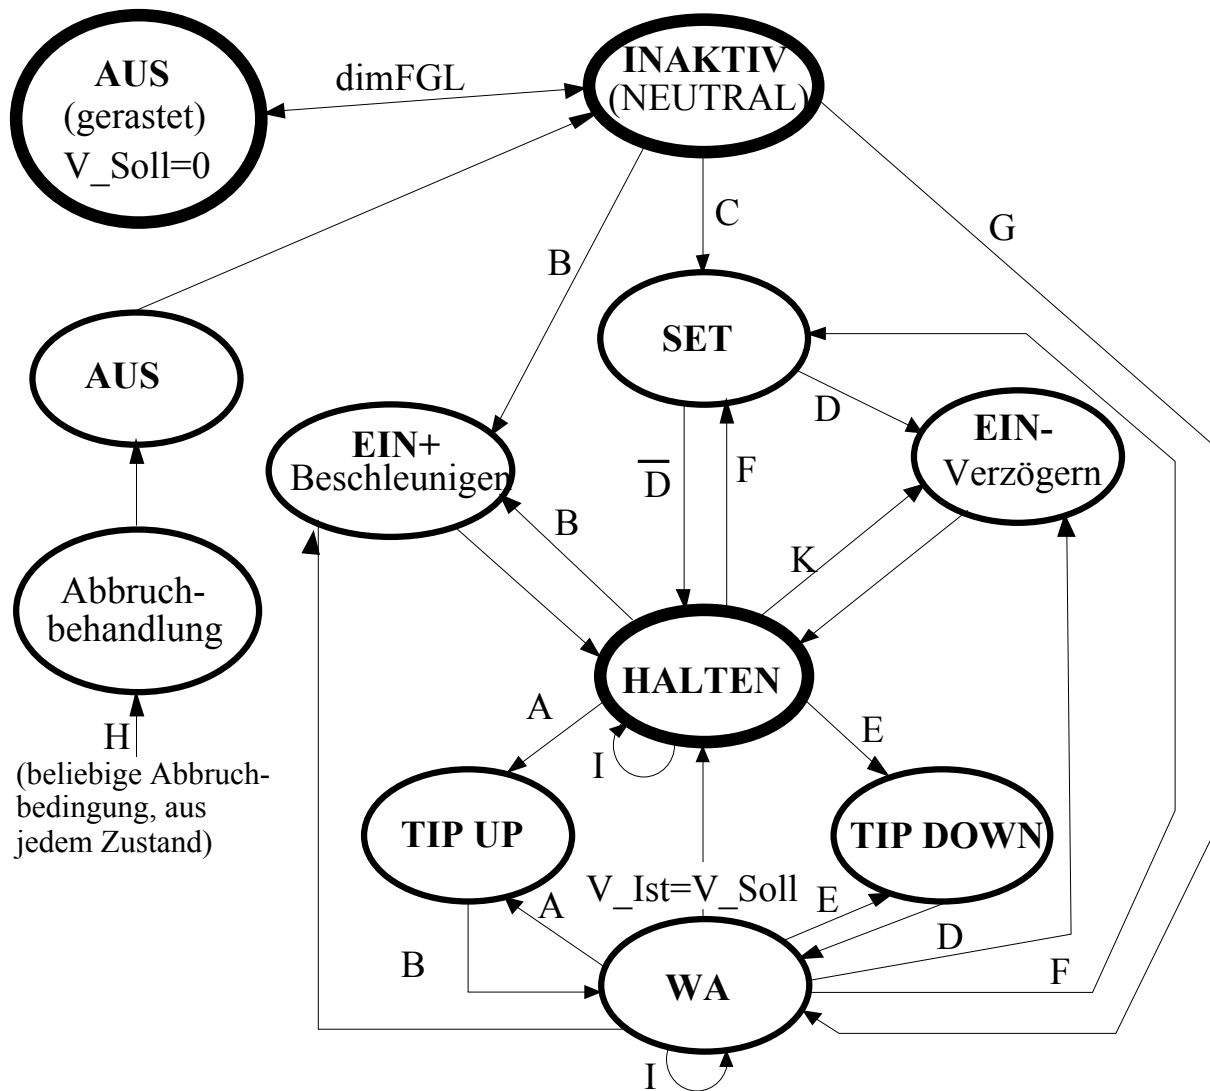 AUS
(gerastet)
V_Soll=0
dimFGL
INAKTIV
(NEUTRAL)
C
G
B
SET
AUS
D
EIN+
Beschleunigen
D̅
F
EIN-
Verzögern
B
K
Abbruch-
behandlung
HALTEN
A
E
H
(beliebige Abbruch-
bedingung, aus
jedem Zustand)
I
TIP UP
TIP DOWN
V_Ist=V_Soll
A
E
B
D
F
WA
I